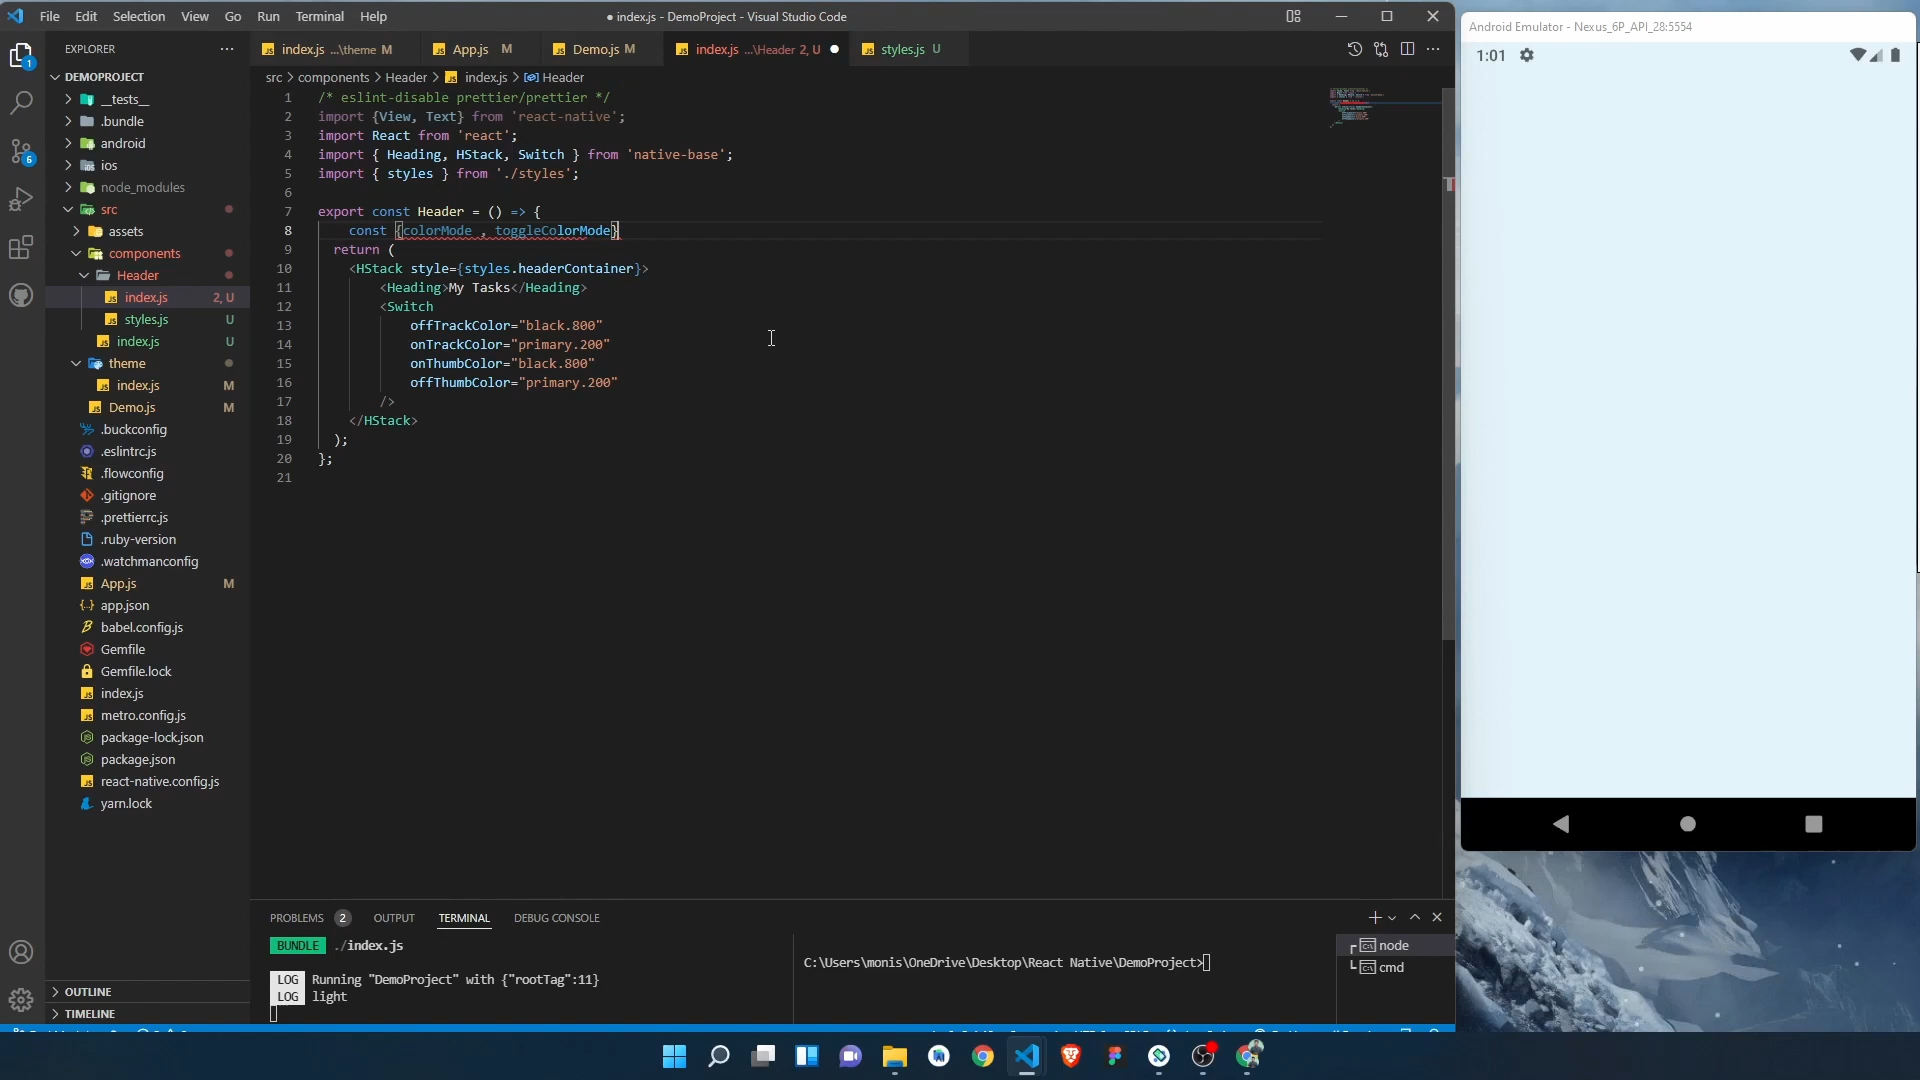 File Edit Selection View Go Run Terminal Help
● index.js - DemoProject - Visual Studio Code
EXPLORER
index.js ...\theme M
App.js M
Demo.js M
index.js ...\Header 2, U
styles.js U
DEMOPROJECT
src > components > Header > index.js > Header
__tests__
.bundle
android
ios
node_modules
src
assets
components
Header
index.js 2, U
styles.js U
index.js U
theme
index.js M
Demo.js M
.buckconfig
.eslintrc.js
.flowconfig
.gitignore
.prettierrc.js
.ruby-version
.watchmanconfig
App.js M
app.json
babel.config.js
Gemfile
Gemfile.lock
index.js
metro.config.js
package-lock.json
package.json
react-native.config.js
yarn.lock
OUTLINE
TIMELINE
1 /* eslint-disable prettier/prettier */
2 import {View, Text} from 'react-native';
3 import React from 'react';
4 import { Heading, HStack, Switch } from 'native-base';
5 import { styles } from './styles';
6
7 export const Header = () => {
8 const {colorMode , toggleColorMode}
9 return (
10 <HStack style={styles.headerContainer}>
11 <Heading>My Tasks</Heading>
12 <Switch
13 offTrackColor="black.800"
14 onTrackColor="primary.200"
15 onThumbColor="black.800"
16 offThumbColor="primary.200"
17 />
18 </HStack>
19 );
20 };
21
PROBLEMS 2 OUTPUT TERMINAL DEBUG CONSOLE
BUNDLE ./index.js
LOG Running "DemoProject" with {"rootTag":11}
LOG light
C:\Users\monis\OneDrive\Desktop\React Native\DemoProject>
node
cmd
Android Emulator - Nexus_6P_API_28:5554
1:01